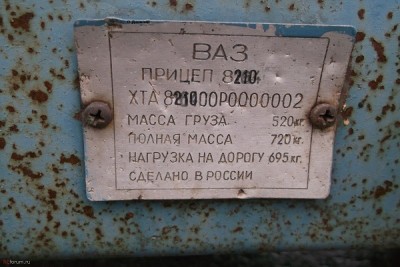 ВАЗ
ПРИЦЕП 8210
ХТА 821000Р0000002
МАССА ГРУЗА 520кг.
ПОЛНАЯ МАССА 720кг.
НАГРУЗКА НА ДОРОГУ 695кг.
СДЕЛАНО В РОССИИ